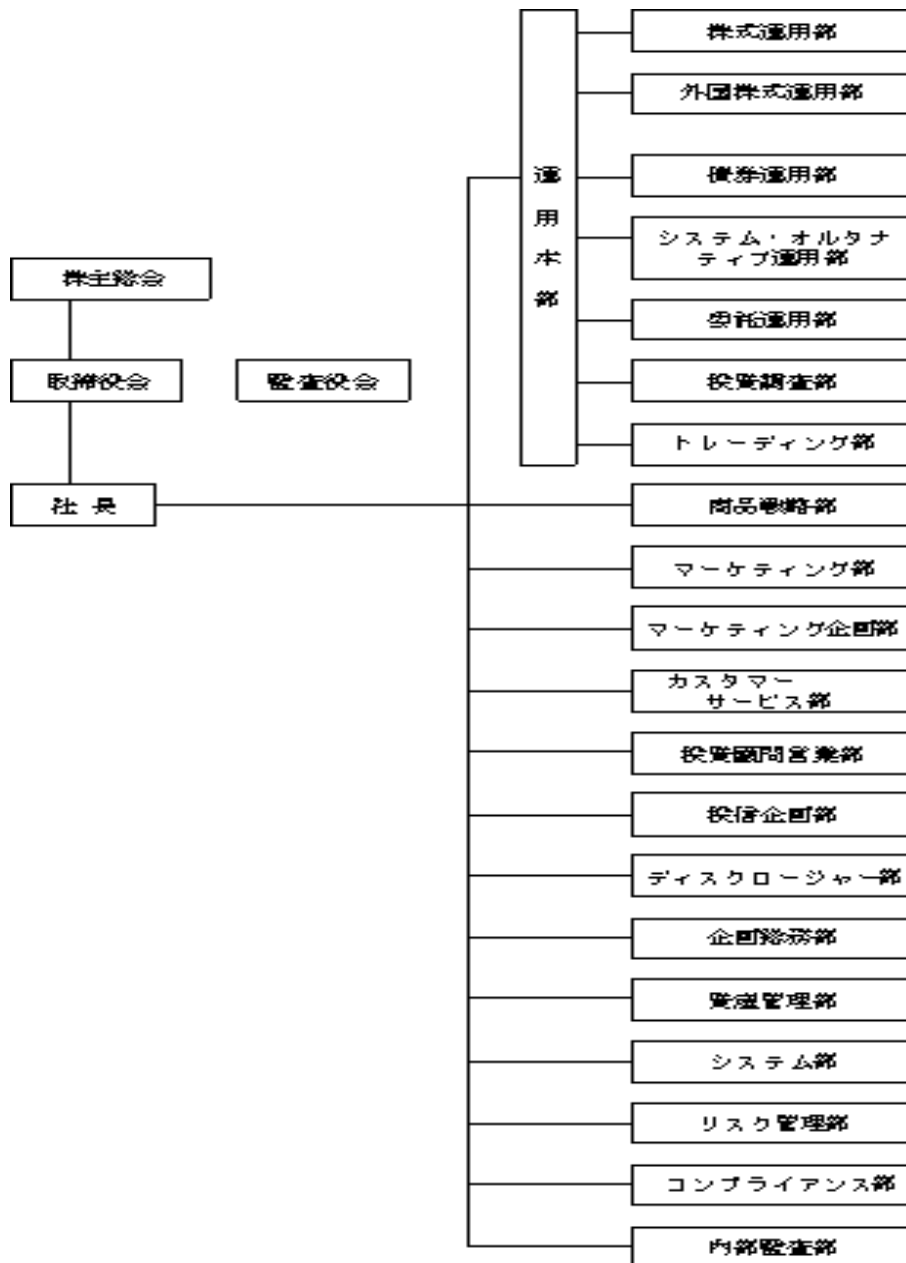 株主総会
取締役会
監査役会
社長
運用本部
株式運用部
外国株式運用部
債券運用部
システム・オルタナ
ティブ運用部
委託運用部
投資調査部
トレーディング部
商品戦略部
マーケティング部
マーケティング企画部
カスタマー
サービス部
投資顧問営業部
投信企画部
ディスクロージャー部
企画総務部
資産管理部
システム部
リスク管理部
コンプライアンス部
内部監査部